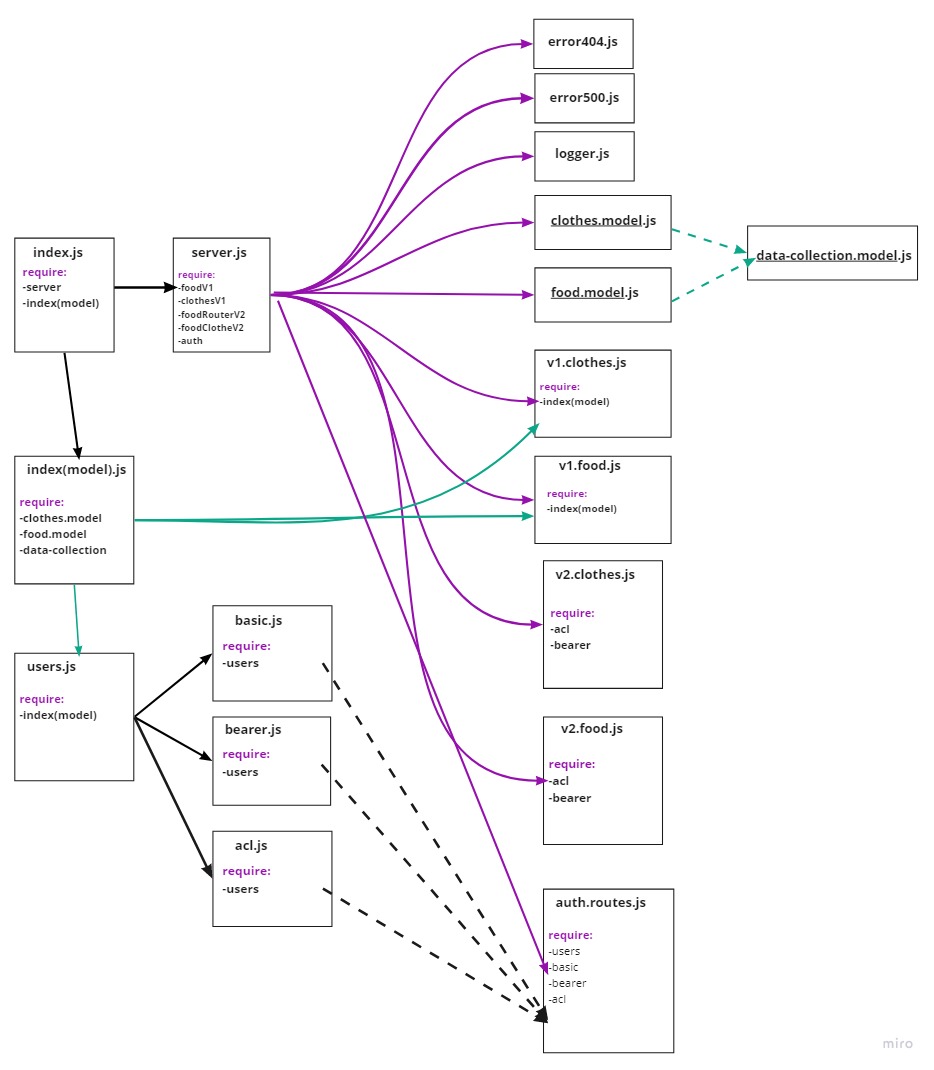 error404.js
error500.js
logger.js
clothes.model.js
data-collection.model.js
food.model.js
index.js
require:
-server
-index(model)
server.js
require:
-foodV1
-clothesV1
-foodRouterV2
-foodClotheV2
-auth
v1.clothes.js
require:
-index(model)
index(model).js
require:
-clothes.model
-food.model
-data-collection
v1.food.js
require:
-index(model)
v2.clothes.js
require:
-acl
-bearer
users.js
require:
-index(model)
basic.js
require:
-users
bearer.js
require:
-users
acl.js
require:
-users
v2.food.js
require:
-acl
-bearer
auth.routes.js
require:
-users
-basic
-bearer
-acl
miro